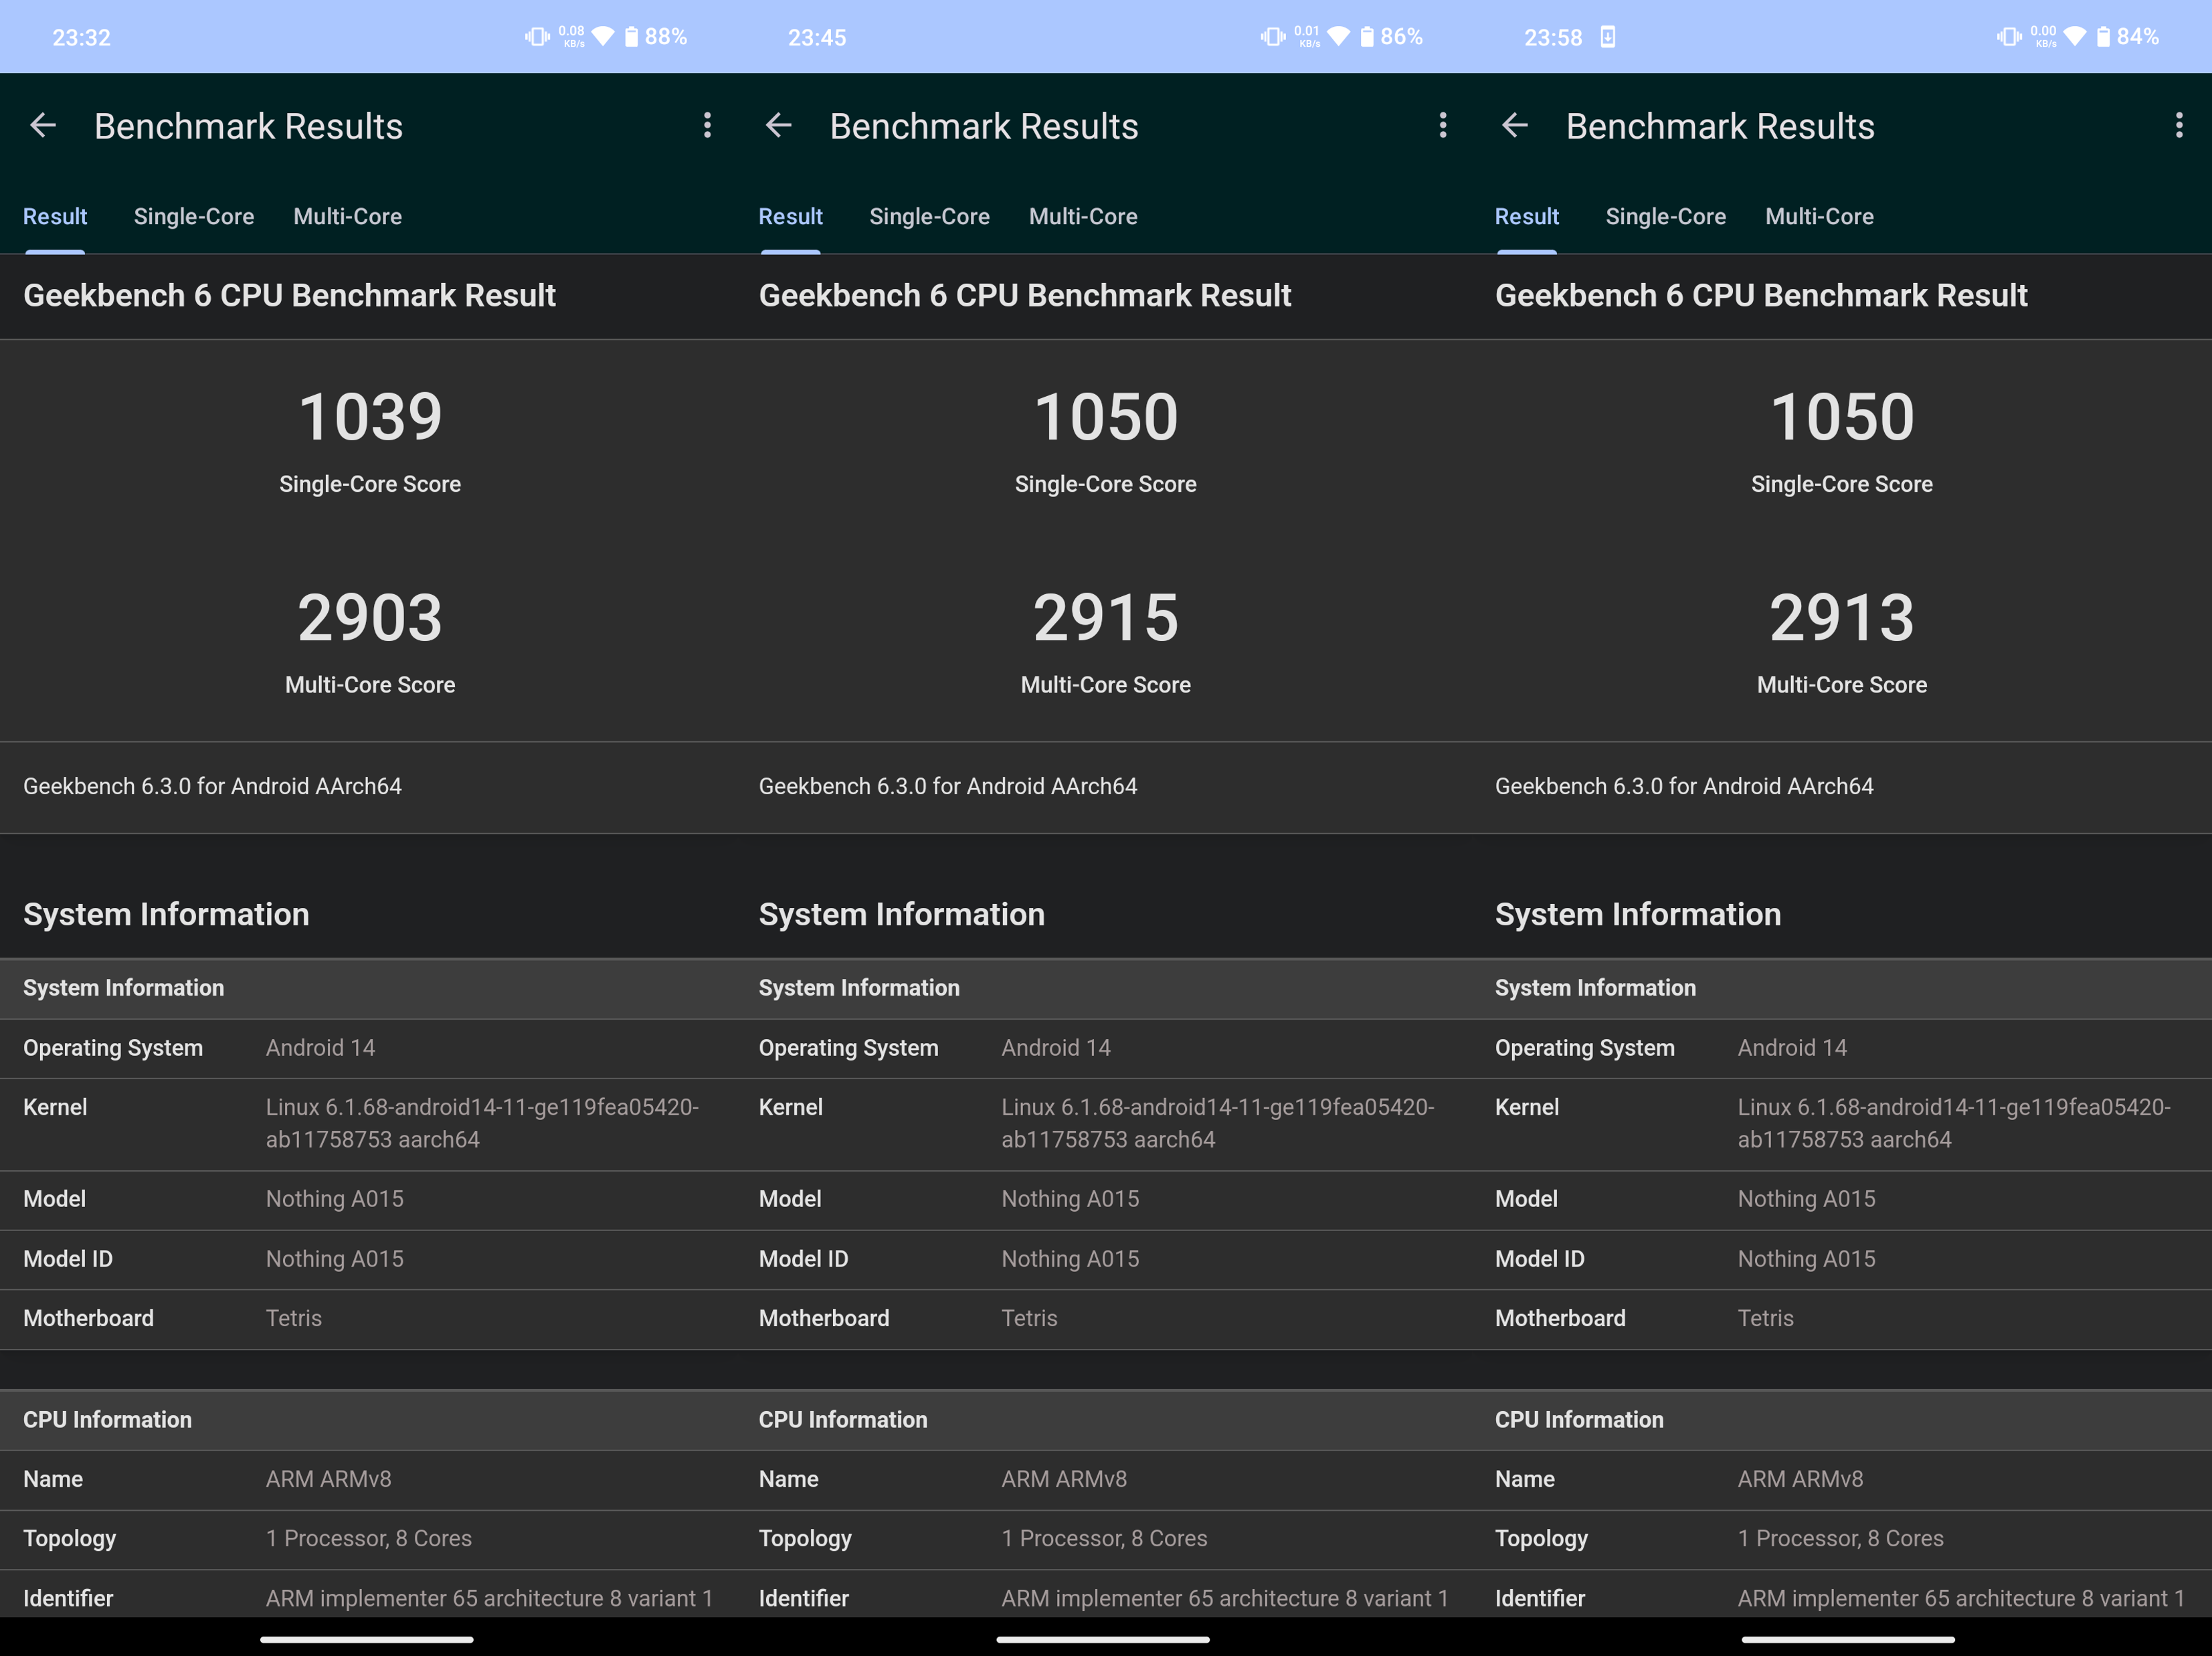 23:32
0.08
KB/s
88%
Benchmark Results
Result Single-Core Multi-Core
Geekbench 6 CPU Benchmark Result
1039
Single-Core Score
2903
Multi-Core Score
Geekbench 6.3.0 for Android AArch64
System Information
System Information
Operating System Android 14
Kernel Linux 6.1.68-android14-11-ge119fea05420-
ab11758753 aarch64
Model Nothing A015
Model ID Nothing A015
Motherboard Tetris
CPU Information
Name ARM ARMv8
Topology 1 Processor, 8 Cores
Identifier ARM implementer 65 architecture 8 variant 1
23:45
0.01
KB/s
86%
Benchmark Results
Result Single-Core Multi-Core
Geekbench 6 CPU Benchmark Result
1050
Single-Core Score
2915
Multi-Core Score
Geekbench 6.3.0 for Android AArch64
System Information
System Information
Operating System Android 14
Kernel Linux 6.1.68-android14-11-ge119fea05420-
ab11758753 aarch64
Model Nothing A015
Model ID Nothing A015
Motherboard Tetris
CPU Information
Name ARM ARMv8
Topology 1 Processor, 8 Cores
Identifier ARM implementer 65 architecture 8 variant 1
23:58
0.00
KB/s
84%
Benchmark Results
Result Single-Core Multi-Core
Geekbench 6 CPU Benchmark Result
1050
Single-Core Score
2913
Multi-Core Score
Geekbench 6.3.0 for Android AArch64
System Information
System Information
Operating System Android 14
Kernel Linux 6.1.68-android14-11-ge119fea05420-
ab11758753 aarch64
Model Nothing A015
Model ID Nothing A015
Motherboard Tetris
CPU Information
Name ARM ARMv8
Topology 1 Processor, 8 Cores
Identifier ARM implementer 65 architecture 8 variant 1